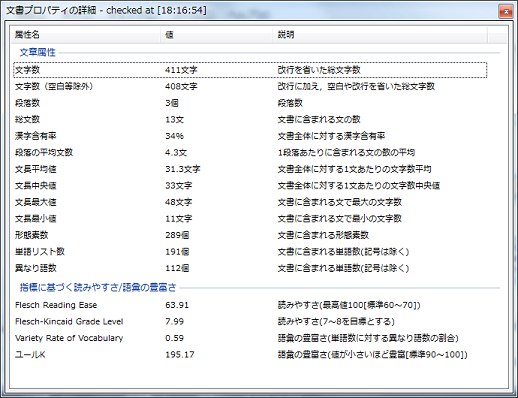 文書プロパティの詳細 - checked at [18:16:54]
属性名 値 説明
文章属性
文字数 411文字 改行を省いた総文字数
文字数（空白等除外） 408文字 改行に加え，空白や改行を省いた総文字数
段落数 3個 段落数
総文数 13文 文書に含まれる文の数
漢字含有率 34% 文書全体に対する漢字含有率
段落の平均文数 4.3文 1段落あたりに含まれる文の数の平均
文長平均値 31.3文字 文書全体に対する1文あたりの文字数平均
文長中央値 33文字 文書全体に対する1文あたりの文字数中央値
文長最大値 48文字 文書に含まれる文で最大の文字数
文長最小値 11文字 文書に含まれる文で最小の文字数
形態素数 289個 文書に含まれる形態素数
単語リスト数 191個 文書に含まれる単語数(記号は除く)
異なり語数 112個 文書に含まれる単語数(記号は除く)
指標に基づく読みやすさ/語彙の豊富さ
Flesch Reading Ease 63.91 読みやすさ(最高値100[標準60～70])
Flesch-Kincaid Grade Level 7.99 読みやすさ(7～8を目標とする)
Variety Rate of Vocabulary 0.59 語彙の豊富さ(単語数に対する異なり語数の割合)
ユールK 195.17 語彙の豊富さ(値が小さいほど豊富[標準90～100])